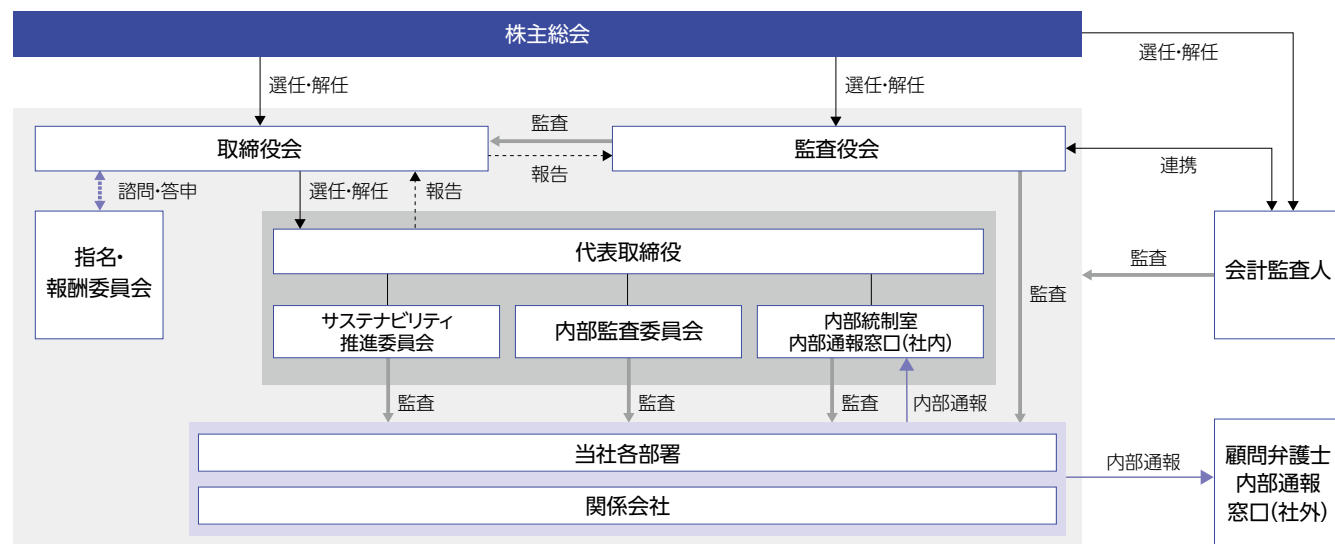 株主総会
選任・解任
選任・解任
選任・解任
取締役会
監査
報告
監査役会
連携
諮問・答申
選任・解任
報告
指名・
報酬委員会
代表取締役
監査
会計監査人
監査
サステナビリティ
推進委員会
内部監査委員会
内部統制室
内部通報窓口(社内)
監査
監査
監査
内部通報
当社各部署
関係会社
内部通報
顧問弁護士
内部通報
窓口(社外)